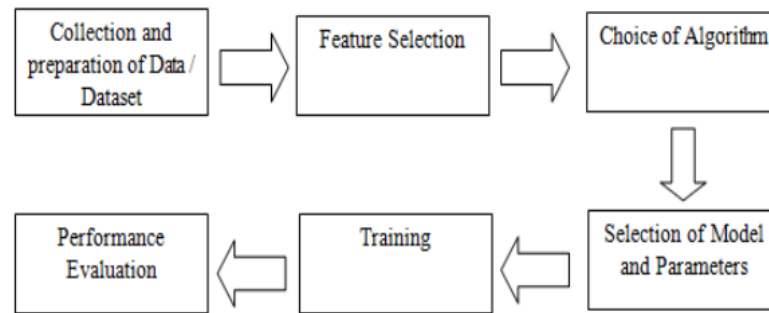 Collection and
preparation of Data /
Dataset
Feature Selection
Choice of Algorithm
Selection of Model
and Parameters
Training
Performance
Evaluation